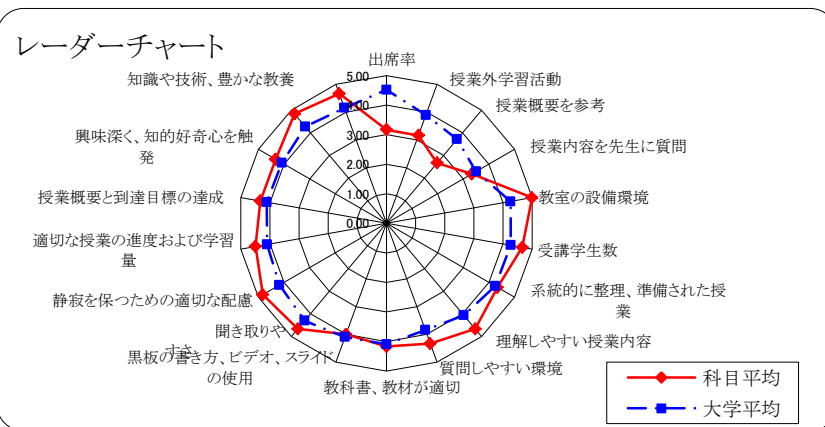 レーダーチャート
出席率
授業外学習活動
授業概要を参考
授業内容を先生に質問
教室の設備環境
受講学生数
系統的に整理、準備された授
業
理解しやすい授業内容
質問しやすい環境
教科書、教材が適切
黒板の書き方、ビデオ、スライド
の使用
聞き取りや
すさ
静寂を保つための適切な配慮
適切な授業の進度および学習
量
授業概要と到達目標の達成
興味深く、知的好奇心を触
発
知識や技術、豊かな教養
5.00
4.00
3.00
2.00
1.00
0.00
科目平均
大学平均